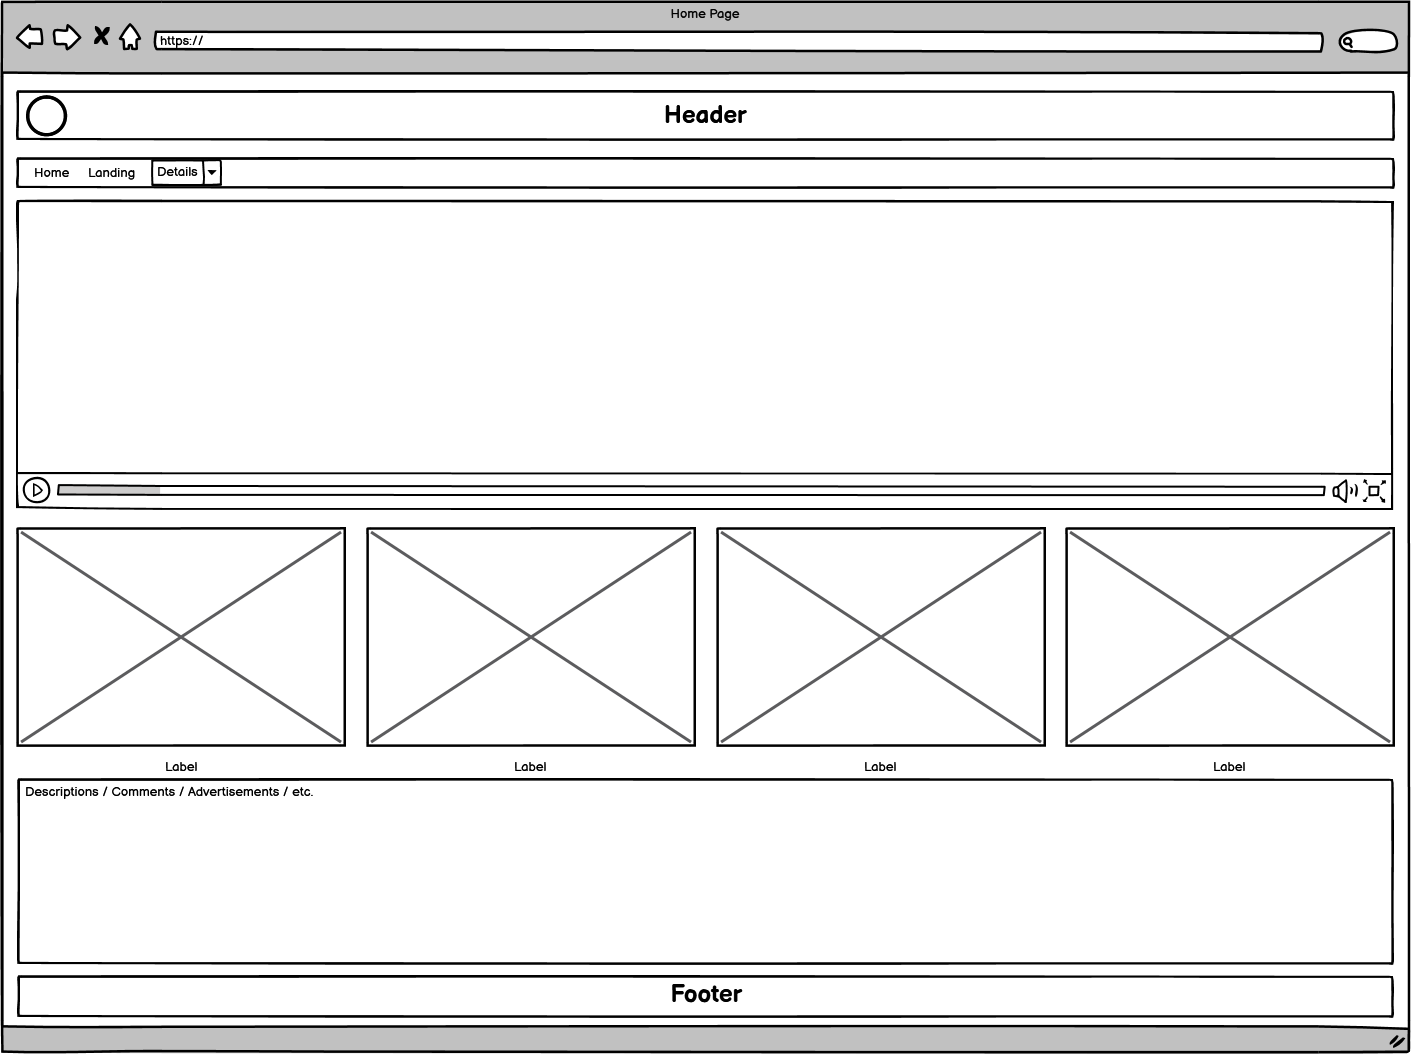 Home Page
https://
Header
Home Landing Details
Label Label Label Label
Descriptions / Comments / Advertisements / etc.
Footer